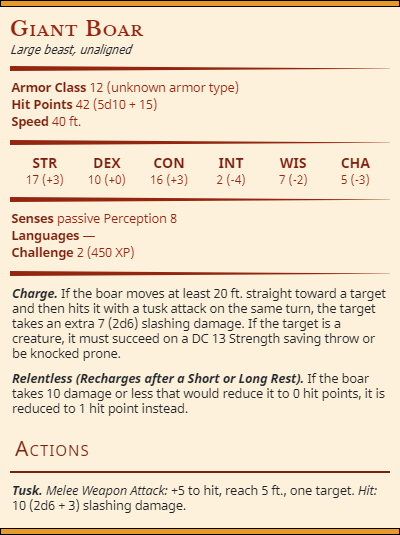 Giant Boar
Large beast, unaligned
Armor Class 12 (unknown armor type)
Hit Points 42 (5d10 + 15)
Speed 40 ft.
STR DEX CON INT WIS CHA
17 (+3) 10 (+0) 16 (+3) 2 (-4) 7 (-2) 5 (-3)
Senses passive Perception 8
Languages —
Challenge 2 (450 XP)
Charge. If the boar moves at least 20 ft. straight toward a target
and then hits it with a tusk attack on the same turn, the target
takes an extra 7 (2d6) slashing damage. If the target is a
creature, it must succeed on a DC 13 Strength saving throw or
be knocked prone.
Relentless (Recharges after a Short or Long Rest). If the boar
takes 10 damage or less that would reduce it to 0 hit points, it is
reduced to 1 hit point instead.
Actions
Tusk. Melee Weapon Attack: +5 to hit, reach 5 ft., one target. Hit:
10 (2d6 + 3) slashing damage.